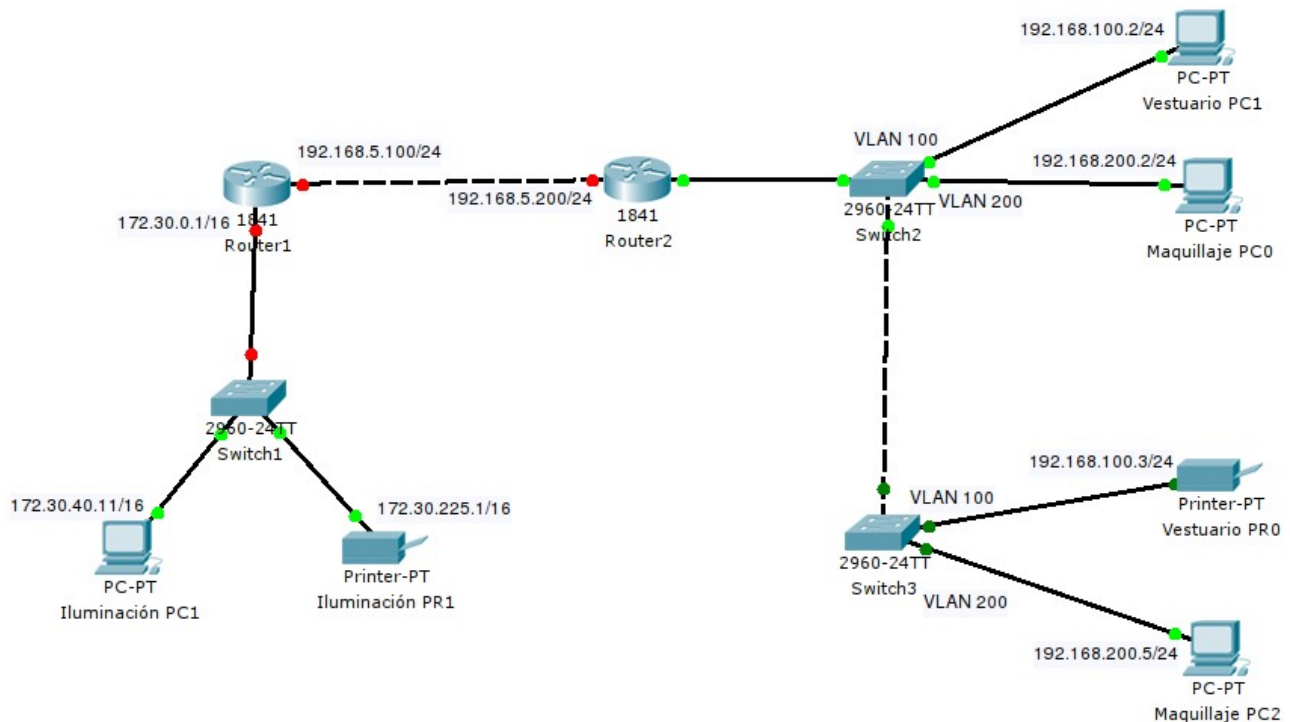 192.168.100.2/24
PC-PT
Vestuario PC1
VLAN 100
192.168.5.100/24
192.168.200.2/24
192.168.5.200/24
VLAN 200
172.30.0.1/16
1841
Router1
1841
Router2
2960-24TT
Switch2
PC-PT
Maquillaje PC0
2960-24TT
Switch1
192.168.100.3/24
VLAN 100
Printer-PT
Vestuario PR0
172.30.40.11/16
172.30.225.1/16
PC-PT
Iluminación PC1
Printer-PT
Iluminación PR1
2960-24TT
Switch3
VLAN 200
192.168.200.5/24
PC-PT
Maquillaje PC2